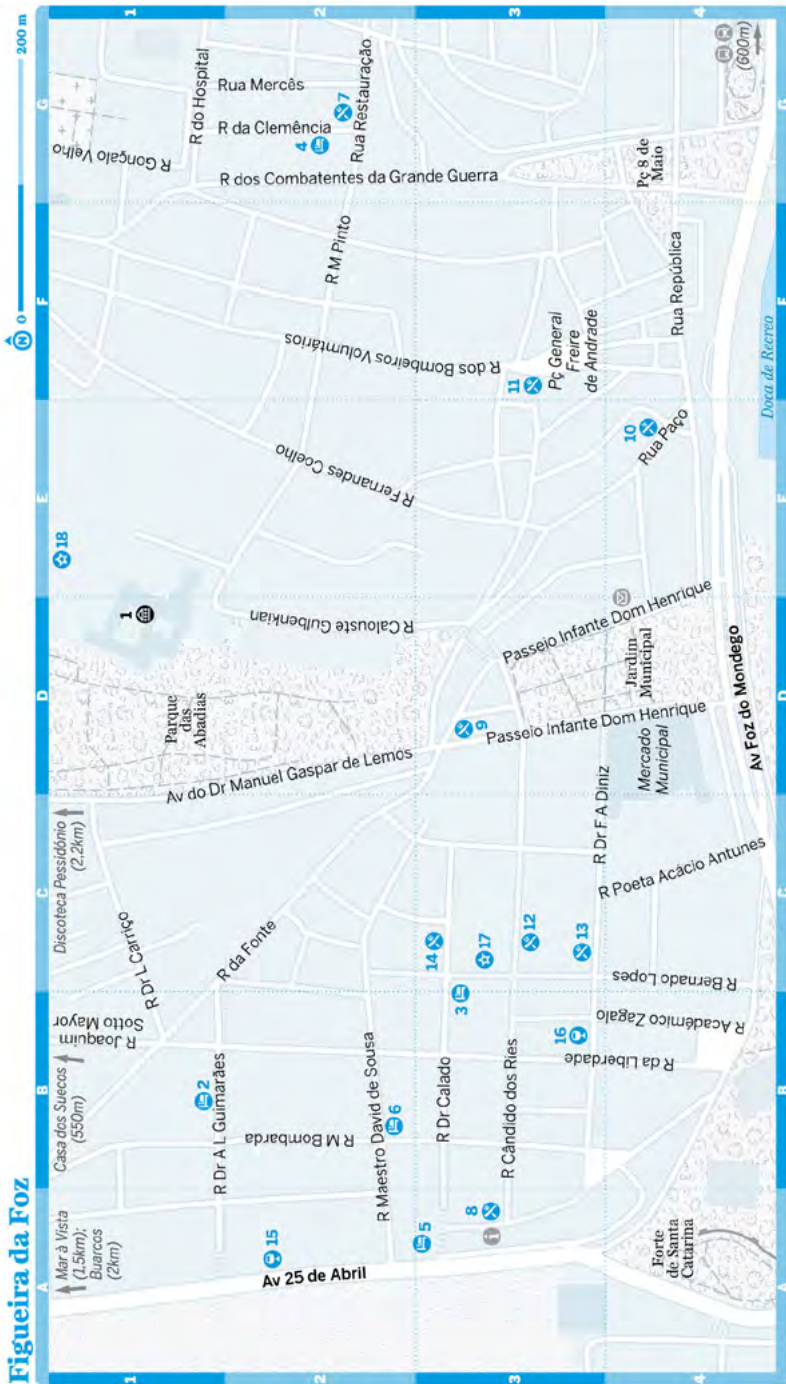 Figueira da Foz
N
0
200 m
A
B
C
D
E
F
G
1
2
3
4
Mar à Vista
(1.5km);
Buarcos
(2km)
Casa dos Suecos
(550m)
R Joaquim
Sotto Mayor
Discoteca Pessidónio
(2.2km)
R Dr L Carriço
R da Fonte
Parque
das
Abadias
1
18
R Gonçalo Velho
R do Hospital
Rua Mercês
R da Clemência
4
7
Rua Restauração
R dos Combatentes da Grande Guerra
R M Pinto
R dos Bombeiros Voluntários
R Fernandes Coelho
R Calouste Gulbenkian
Av do Dr Manuel Gaspar de Lemos
2
R Dr A L Guimarães
R M Bombarda
R Maestro David de Sousa
6
15
Av 25 de Abril
5
8
i
R Dr Calado
R Cândido dos Ries
3
14
17
12
13
16
R da Liberdade
R Académico Zagalo
R Bernado Lopes
R Poeta Acácio Antunes
R Dr F A Diniz
9
Passeio Infante Dom Henrique
Mercado
Municipal
Jardim
Municipal
Passeio Infante Dom Henrique
11
Pç General
Freire
de Andrade
10
Rua Paço
Rua República
Pç 8 de
Maio
(600m)
Forte
de Santa
Catarina
Av Foz do Mondego
Doca de Recreo
A
B
C
D
E
F
G
1
2
3
4